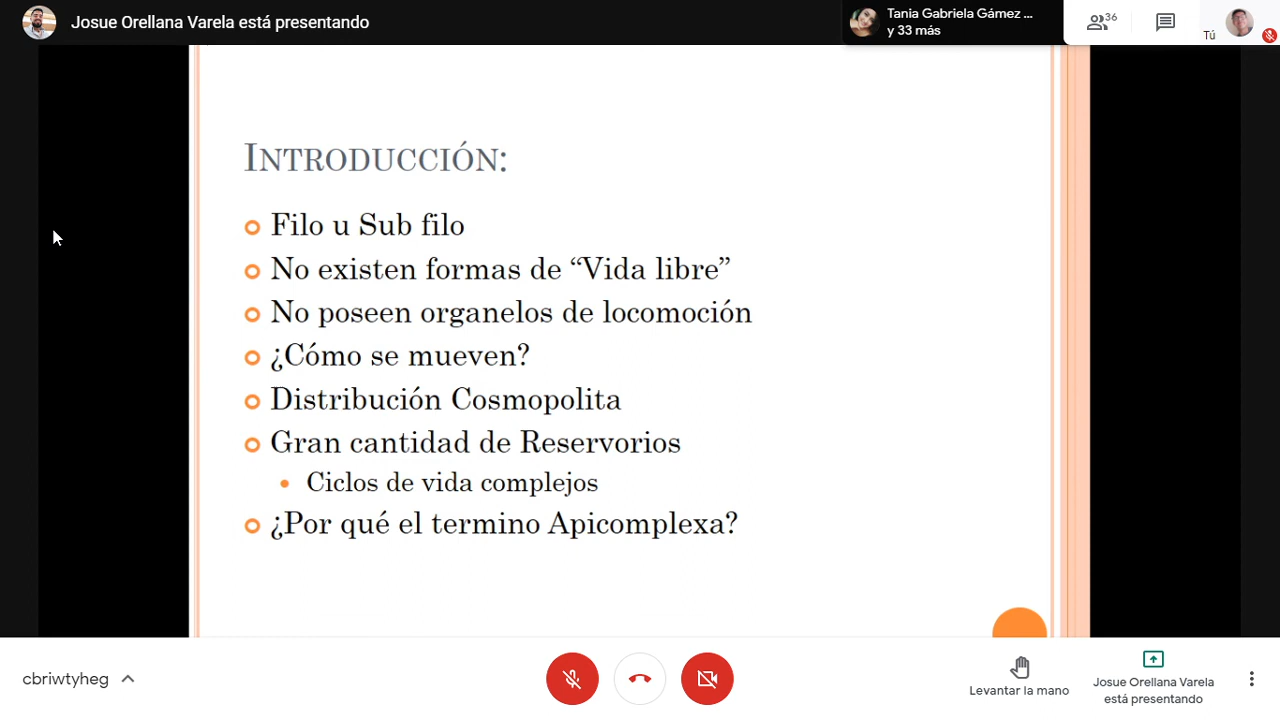 Josue Orellana Varela está presentando
Tania Gabriela Gámez ...
y 33 más
36
Tú
INTRODUCCIÓN:
Filo u Sub filo
No existen formas de “Vida libre”
No poseen organelos de locomoción
¿Cómo se mueven?
Distribución Cosmopolita
Gran cantidad de Reservorios
Ciclos de vida complejos
¿Por qué el termino Apicomplexa?
cbriwtyheg
Levantar la mano
Josue Orellana Varela
está presentando